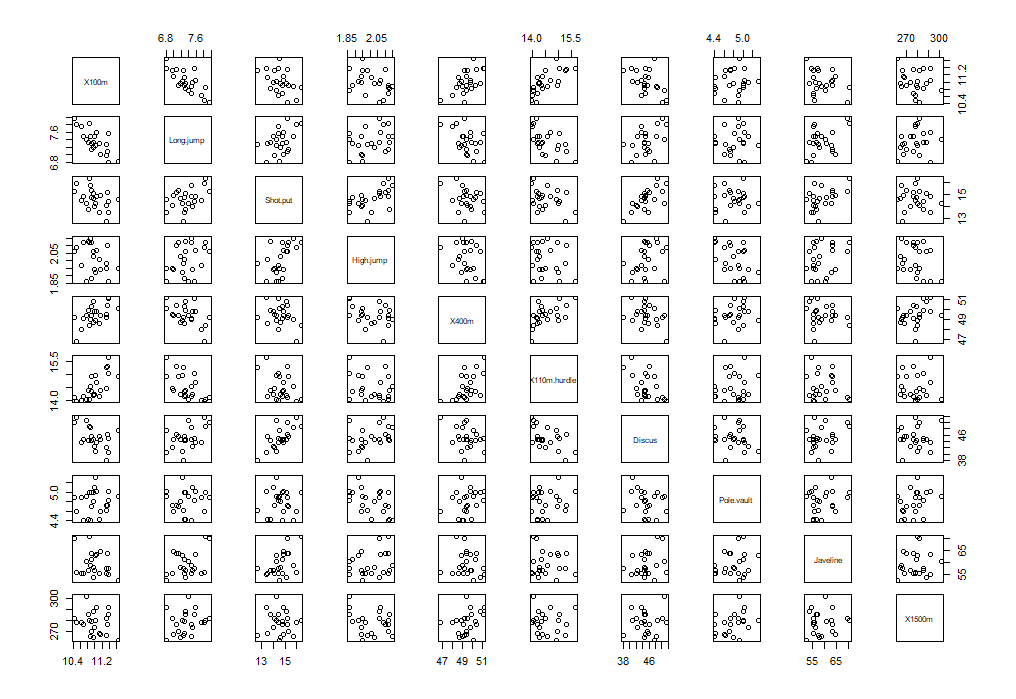 6.8 7.6 1.85 2.05 14.0 15.5 4.4 5.0 270 300
X100m 10.4 11.2
6.8 7.6 Long.jump
Shot.put 13 15
1.85 2.05 High.jump
X400m 47 49 51
14.0 15.5 X110m.hurdle
Discus 38 46
4.4 5.0 Pole.vault
Javeline 55 65
270 300 X1500m
10.4 11.2 13 15 47 49 51 38 46 55 65